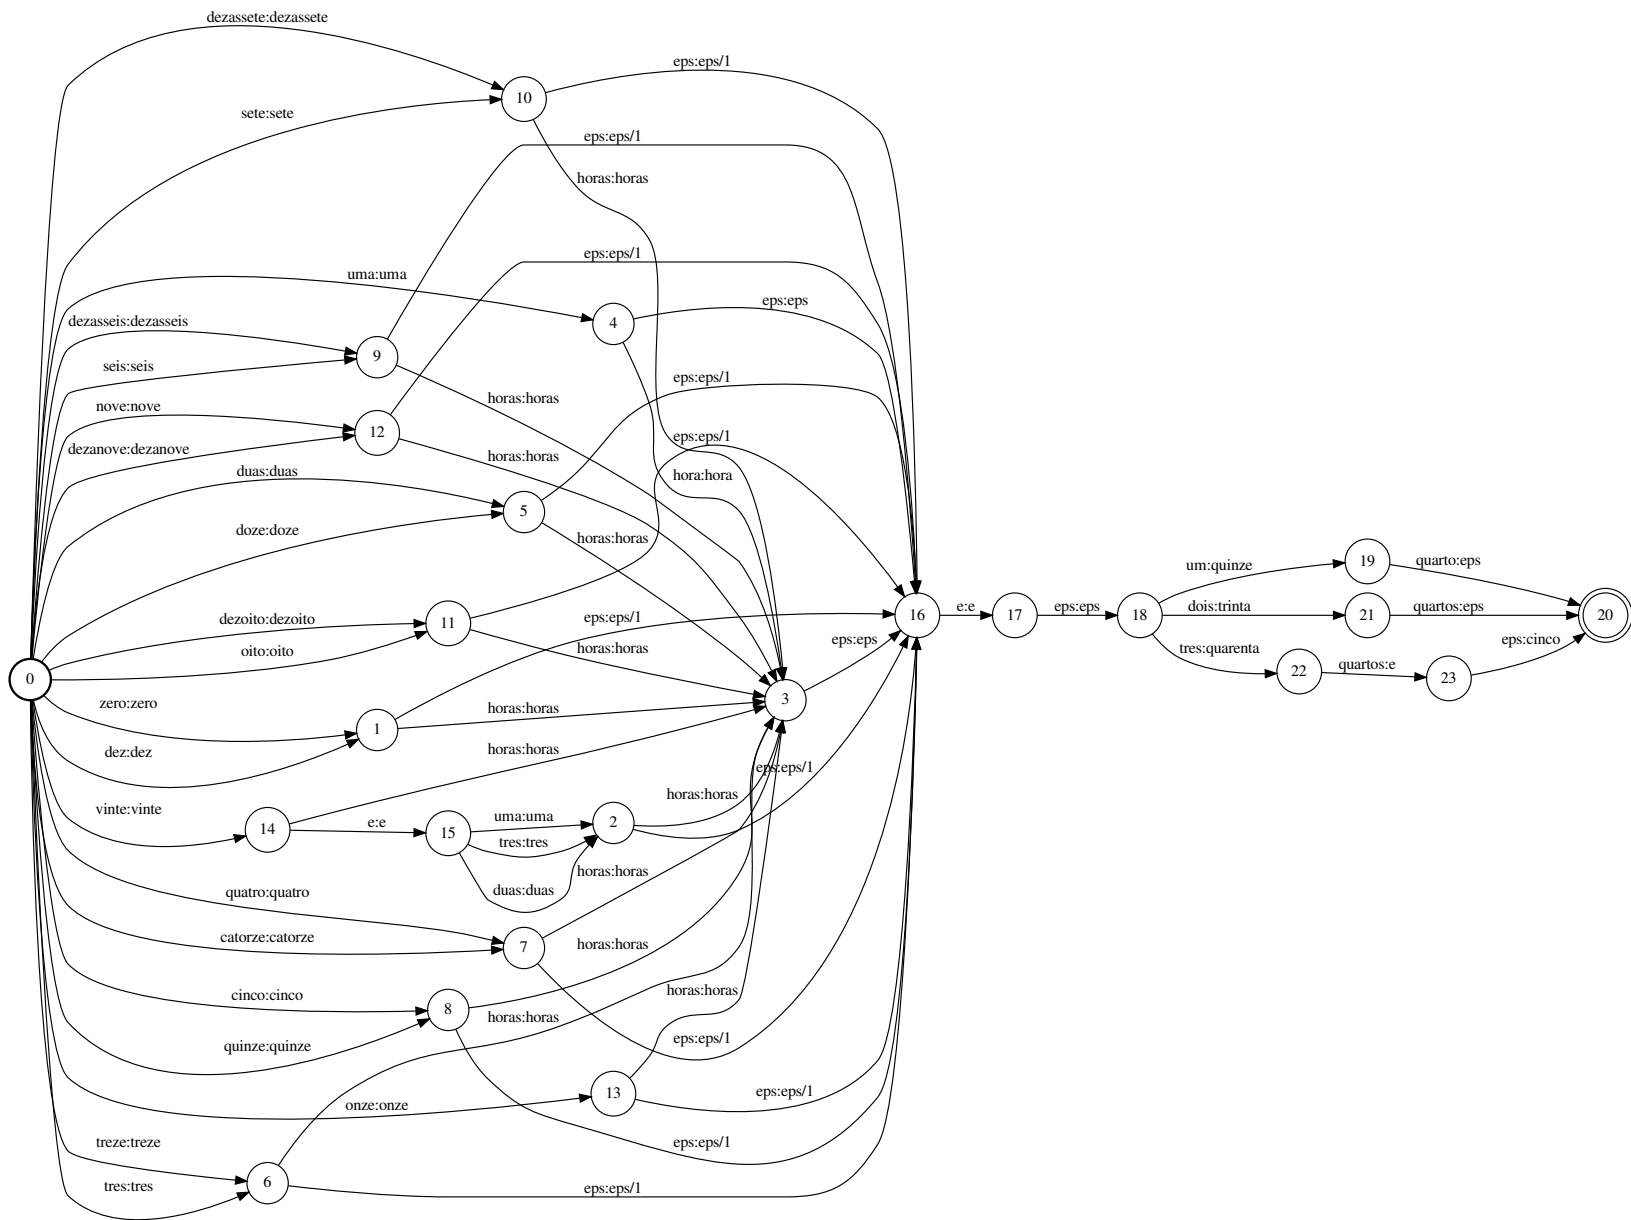 dezassete:dezassete
eps:eps/1
10
sete:sete
eps:eps/1
horas:horas
eps:eps/1
uma:uma
eps:eps
4
dezasseis:dezasseis
9
seis:seis
eps:eps/1
nove:nove
horas:horas
12
eps:eps/1
dezanove:dezanove
horas:horas
duas:duas
hora:hora
5
doze:doze
horas:horas
um:quinze
19
quarto:eps
dezoito:dezoito
11
eps:eps/1
16
e:e
17
eps:eps
18
dois:trinta
21
quartos:eps
20
oito:oito
horas:horas
eps:eps
tres:quarenta
eps:cinco
0
22
quartos:e
23
zero:zero
horas:horas
3
1
dez:dez
horas:horas
eps:eps/1
horas:horas
vinte:vinte
14
e:e
15
uma:uma
2
tres:tres
horas:horas
duas:duas
quatro:quatro
catorze:catorze
7
horas:horas
cinco:cinco
horas:horas
8
horas:horas
quinze:quinze
eps:eps/1
13
eps:eps/1
onze:onze
treze:treze
eps:eps/1
6
tres:tres
eps:eps/1